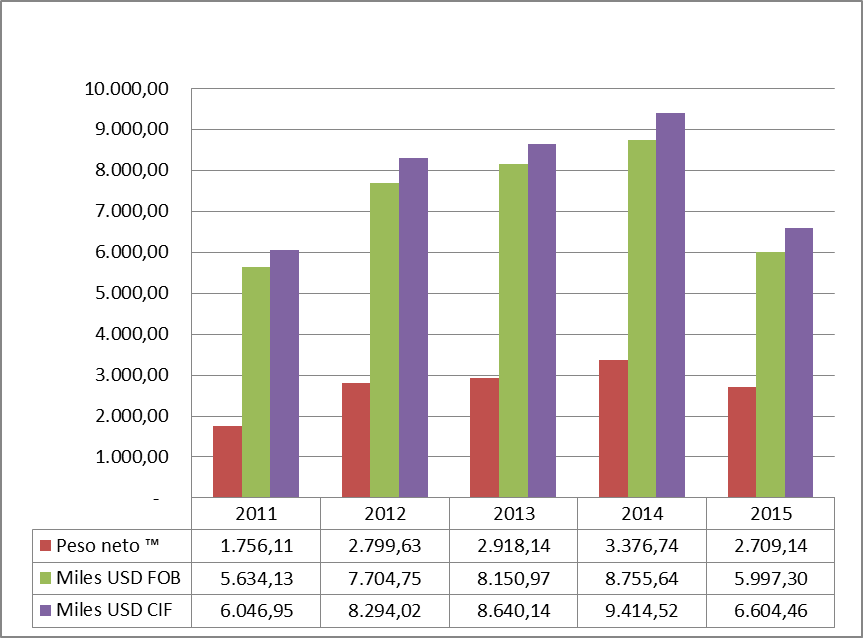 10.000,00
9.000,00
8.000,00
7.000,00
6.000,00
5.000,00
4.000,00
3.000,00
2.000,00
1.000,00
-
2011 2012 2013 2014 2015
Peso neto ™ 1.756,11 2.799,63 2.918,14 3.376,74 2.709,14
Miles USD FOB 5.634,13 7.704,75 8.150,97 8.755,64 5.997,30
Miles USD CIF 6.046,95 8.294,02 8.640,14 9.414,52 6.604,46